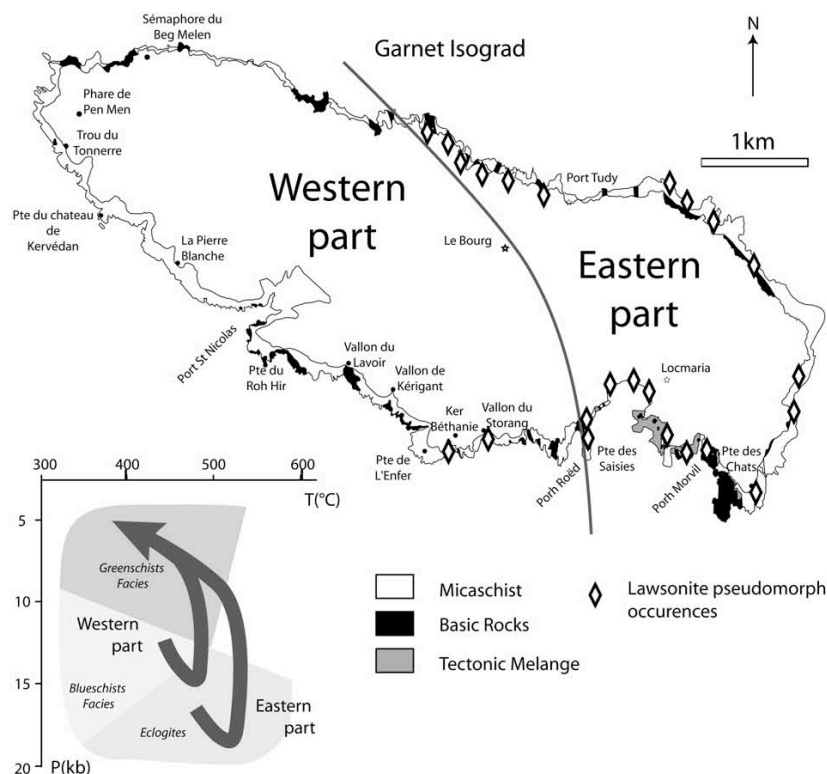 Sémaphore du
Beg Melen
Garnet Isograd
N
Phare de
Pen Men
Trou du
Tonnerre
1km
Port Tudy
Western
part
Pte du chateau
de
Kervédan
La Pierre
Blanche
Le Bourg
Eastern
part
Port St Nicolas
Pte du
Roh Hir
Vallon du
Lavoir
Vallon de
Kérigant
Locmaria
Ker
Béthanie
Vallon du
Storang
Pte de
L'Enfer
Porh Roëd
Pte des
Saisies
Porh Morvil
Pte des
Chats
300 400 500 600
T(°C)
5
10
15
20
P(kb)
Greenschists
Facies
Western
part
Blueschists
Facies
Eclogites
Eastern
part
Micaschist
Basic Rocks
Tectonic Melange
Lawsonite pseudomorph
occurences